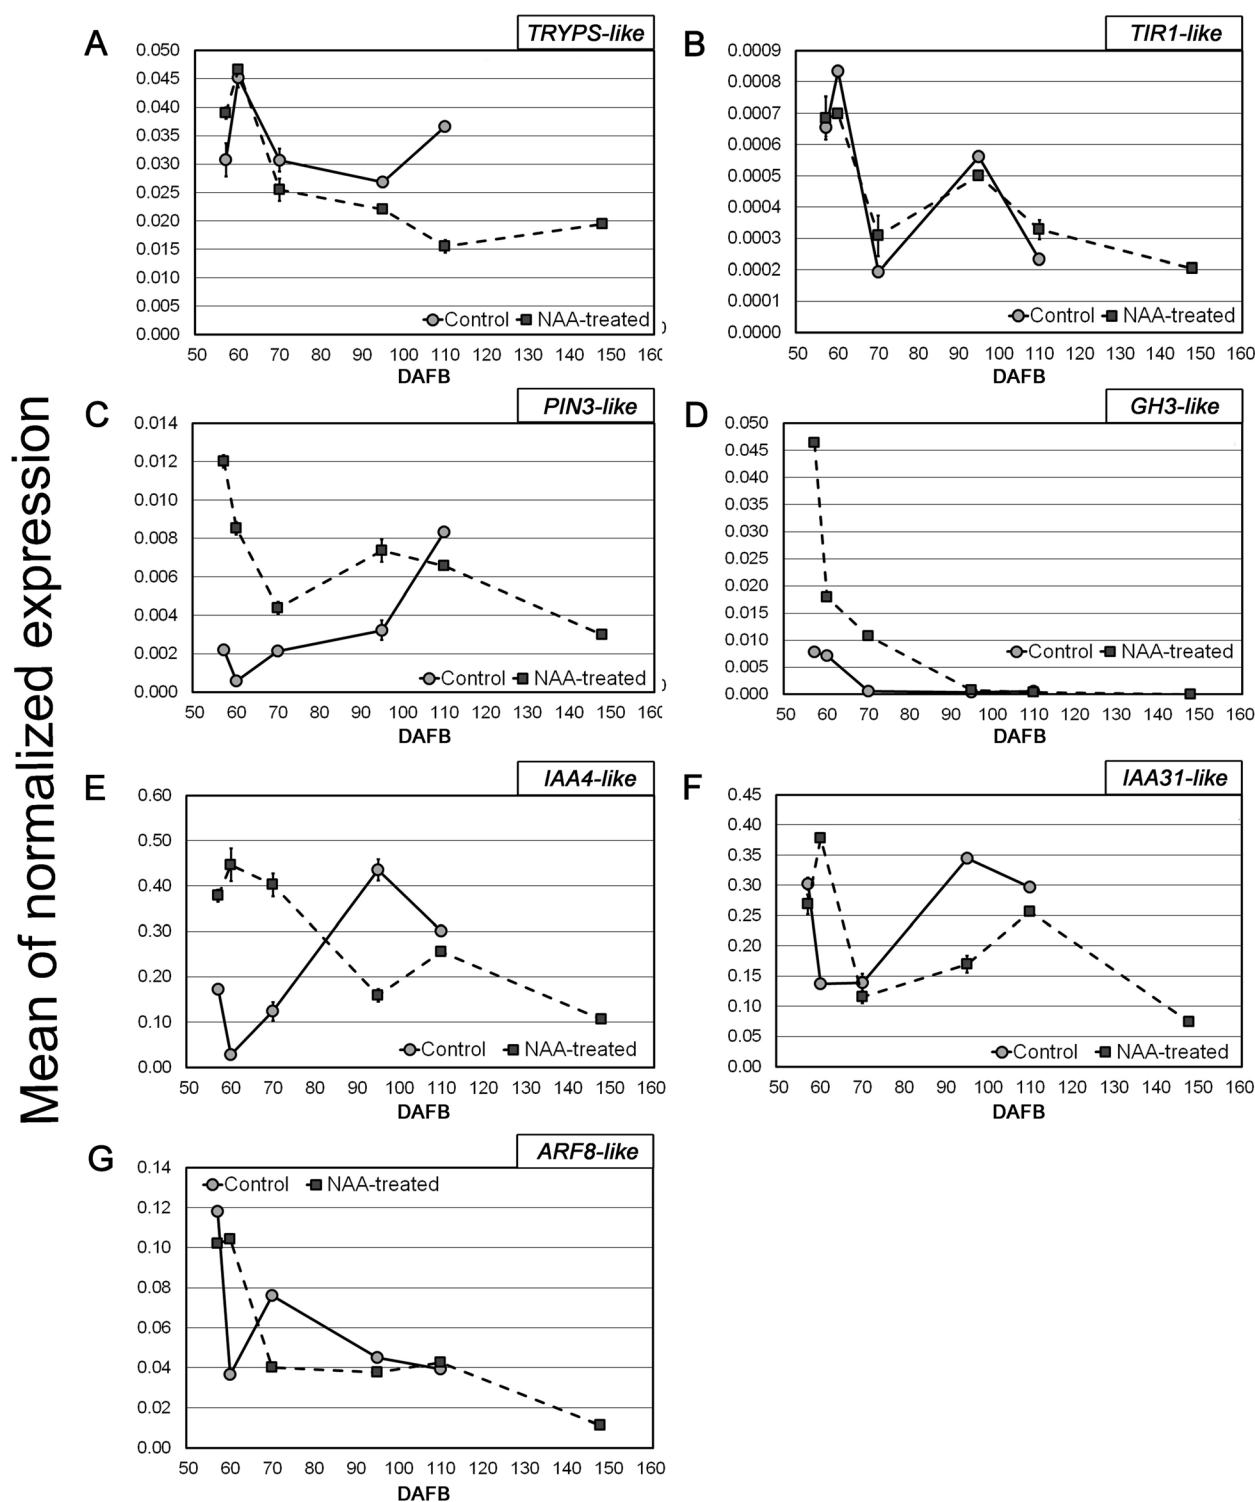 Mean of normalized expression
A
TRYPS-like
0.050
0.045
0.040
0.035
0.030
0.025
0.020
0.015
0.010
0.005
0.000
Control NAA-treated
50 60 70 80 90 100 110 120 130 140 150 160
DAFB
B
TIR1-like
0.0009
0.0008
0.0007
0.0006
0.0005
0.0004
0.0003
0.0002
0.0001
0.0000
Control NAA-treated
50 60 70 80 90 100 110 120 130 140 150 160
DAFB
C
PIN3-like
0.014
0.012
0.010
0.008
0.006
0.004
0.002
0.000
Control NAA-treated
50 60 70 80 90 100 110 120 130 140 150 160
DAFB
D
GH3-like
0.050
0.045
0.040
0.035
0.030
0.025
0.020
0.015
0.010
0.005
0.000
Control NAA-treated
50 60 70 80 90 100 110 120 130 140 150 160
DAFB
E
IAA4-like
0.60
0.50
0.40
0.30
0.20
0.10
0.00
Control NAA-treated
50 60 70 80 90 100 110 120 130 140 150 160
DAFB
F
IAA31-like
0.45
0.40
0.35
0.30
0.25
0.20
0.15
0.10
0.05
0.00
Control NAA-treated
50 60 70 80 90 100 110 120 130 140 150 160
DAFB
G
ARF8-like
0.14
0.12
0.10
0.08
0.06
0.04
0.02
0.00
Control NAA-treated
50 60 70 80 90 100 110 120 130 140 150 160
DAFB